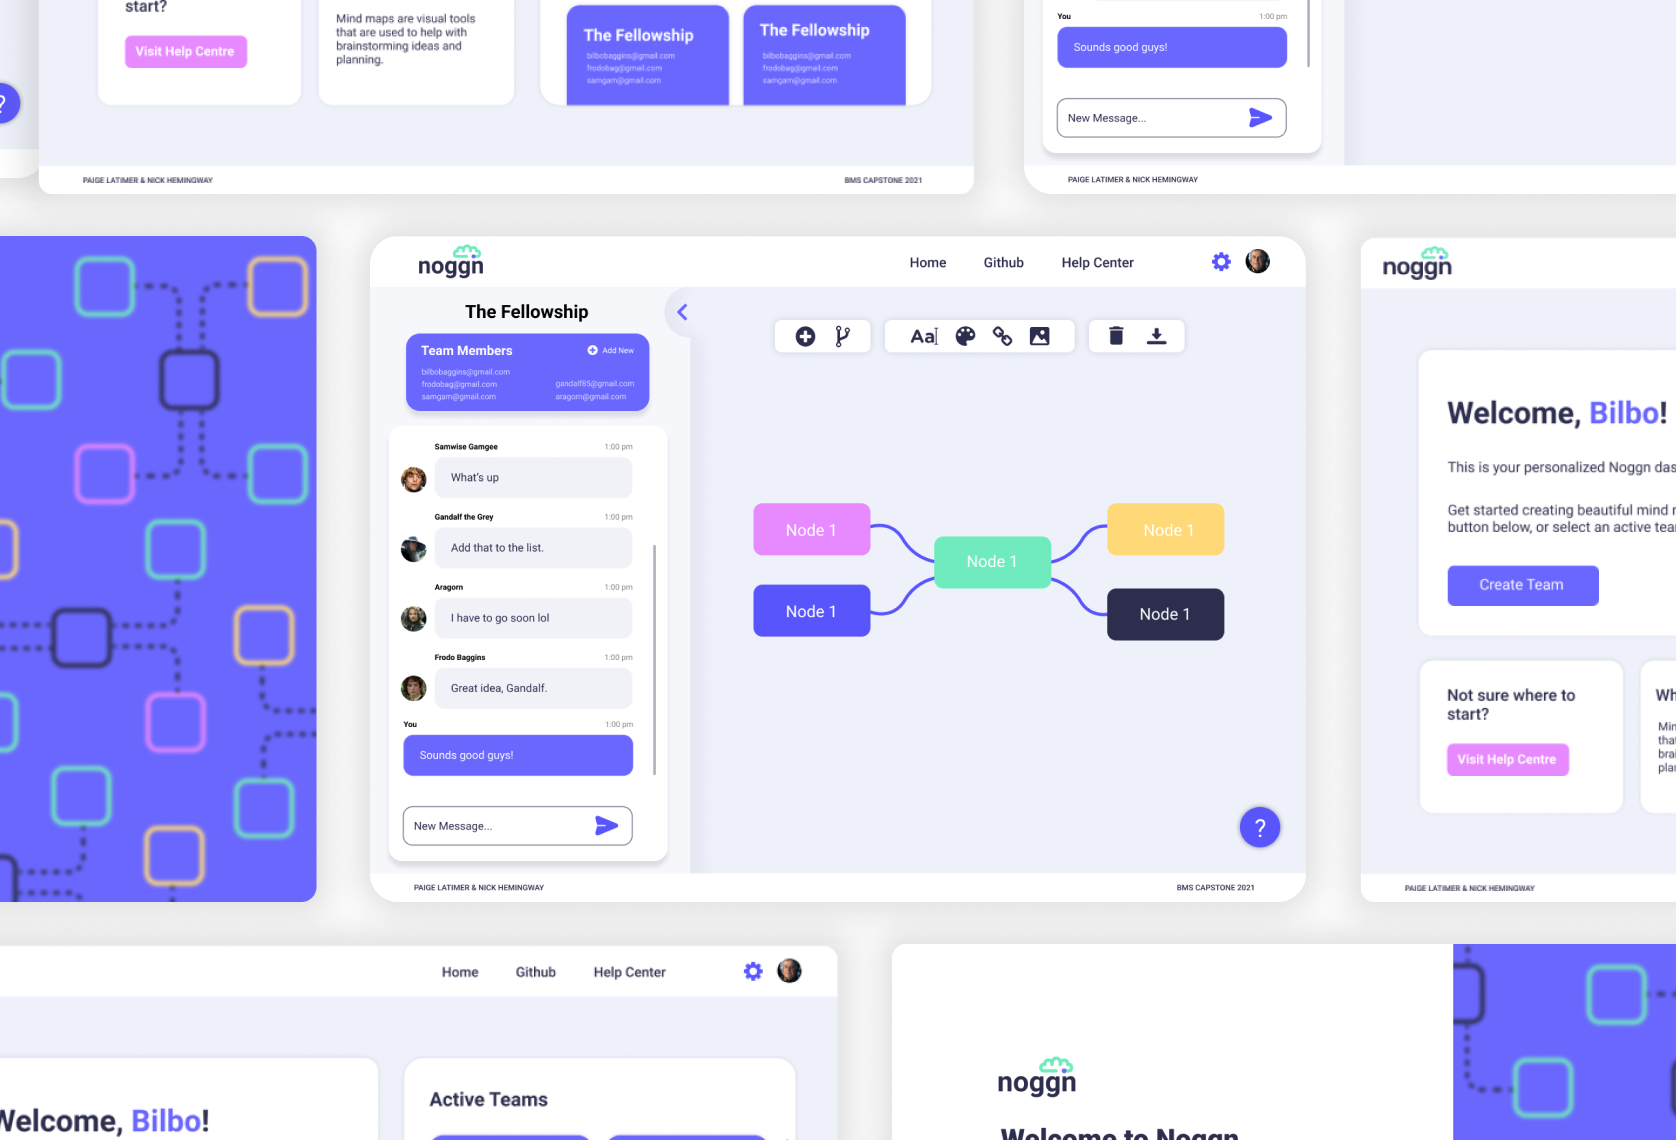 start?
Visit Help Centre
Mind maps are visual tools
that are used to help with
brainstorming ideas and
planning.
The Fellowship
bilbobaggins@gmail.com
frodobag@gmail.com
samgam@gmail.com
The Fellowship
bilbobaggins@gmail.com
frodobag@gmail.com
samgam@gmail.com
?
PAIGE LATIMER & NICK HEMINGWAY
BMS CAPSTONE 2021
You
1:00 pm
Sounds good guys!
New Message...
PAIGE LATIMER & NICK HEMINGWAY
noggn
Home
Github
Help Center
The Fellowship
Team Members
Add New
bilbobaggins@gmail.com
frodobag@gmail.com
samgam@gmail.com
gandalf85@gmail.com
aragorn@gmail.com
Aa
Samwise Gamgee
1:00 pm
What's up
Gandalf the Grey
1:00 pm
Add that to the list.
Aragorn
1:00 pm
I have to go soon lol
Frodo Baggins
1:00 pm
Great idea, Gandalf.
You
1:00 pm
Sounds good guys!
New Message...
Node 1
Node 1
Node 1
Node 1
Node 1
?
PAIGE LATIMER & NICK HEMINGWAY
BMS CAPSTONE 2021
noggn
Welcome, Bilbo!
This is your personalized Noggn das
Get started creating beautiful mind
button below, or select an active tea
Create Team
Not sure where to
start?
Visit Help Centre
Wh
Min
that
brai
plan
PAIGE LATIMER & NICK HEMINGWAY
Home
Github
Help Center
Welcome, Bilbo!
Active Teams
noggn
Welcome to Noggn